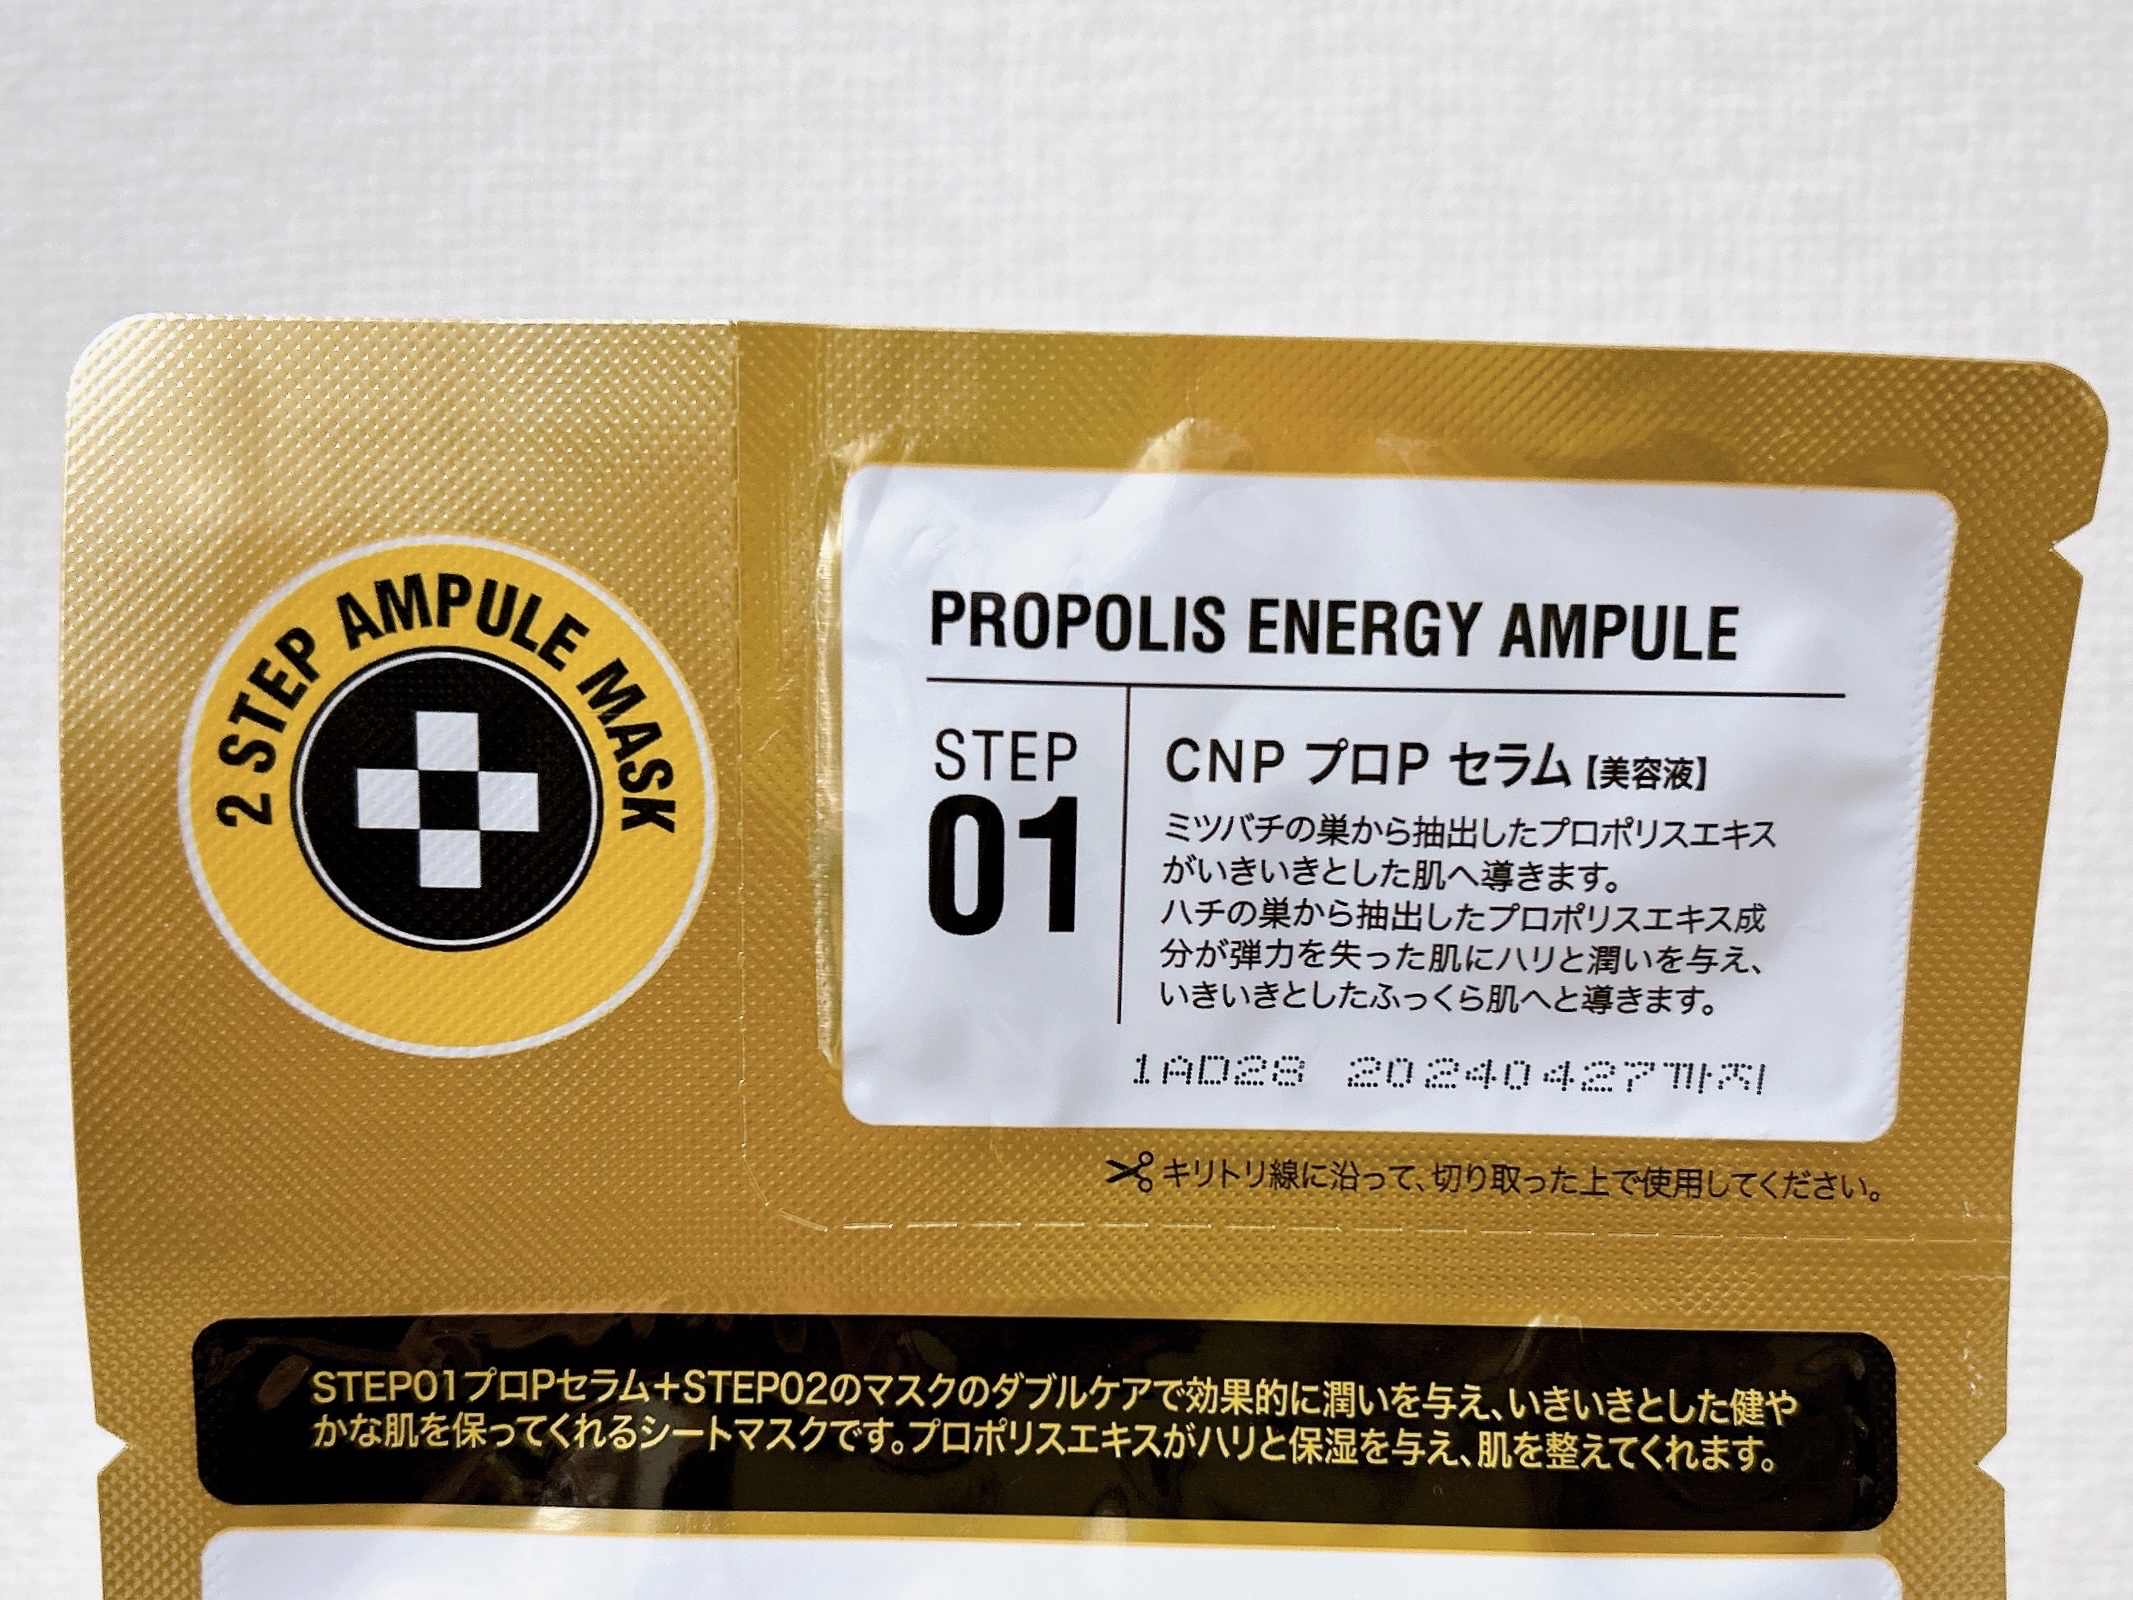 2 STEP AMPULE MASK
PROPOLIS ENERGY AMPULE
STEP
01
CNP プロP セラム【美容液】
ミツバチの巣から抽出したプロポリスエキス
がいきいきとした肌へ導きます。
ハチの巣から抽出したプロポリスエキス成
分が弾力を失った肌にハリと潤いを与え、
いきいきとしたふっくら肌へと導きます。
1AD28 20240427까지
キリトリ線に沿って、切り取った上で使用してください。
STEP01プロPセラム+STEP02のマスクのダブルケアで効果的に潤いを与え、いきいきとした健や
かな肌を保ってくれるシートマスクです。プロポリスエキスがハリと保湿を与え、肌を整えてくれます。